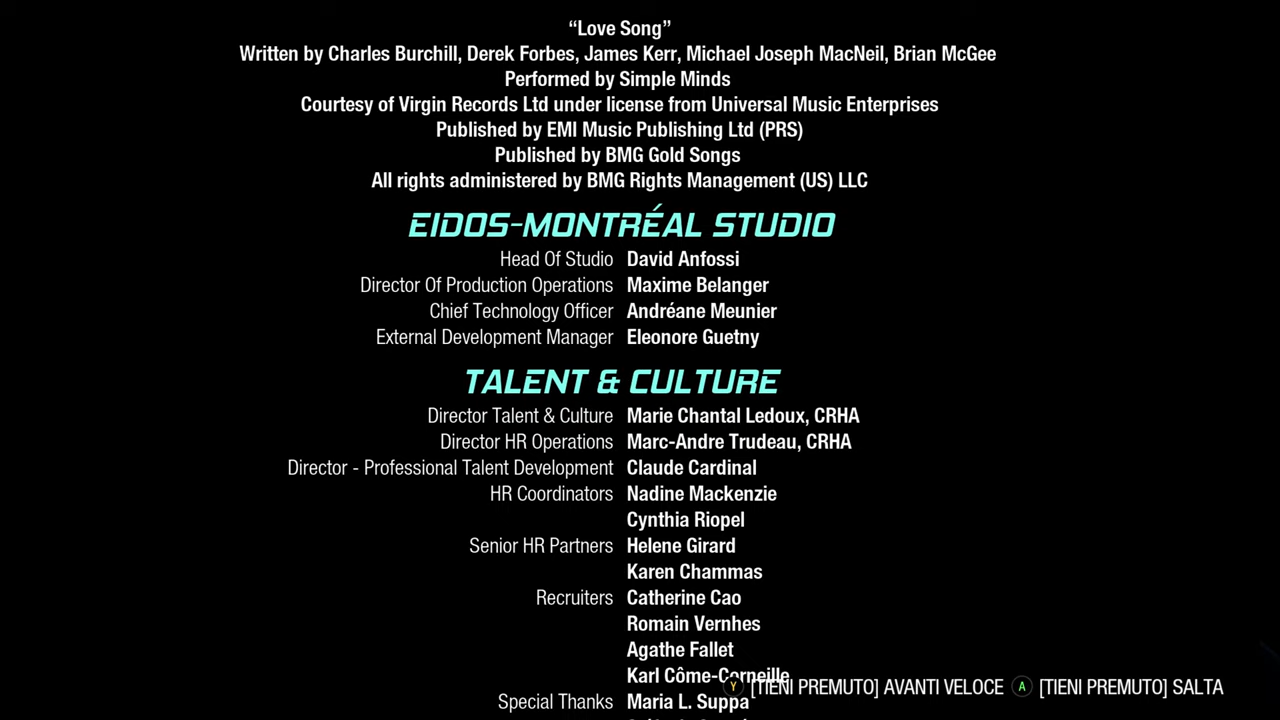 “Love Song”
Written by Charles Burchill, Derek Forbes, James Kerr, Michael Joseph MacNeil, Brian McGee
Performed by Simple Minds
Courtesy of Virgin Records Ltd under license from Universal Music Enterprises
Published by EMI Music Publishing Ltd (PRS)
Published by BMG Gold Songs
All rights administered by BMG Rights Management (US) LLC
EIDOS-MONTRÉAL STUDIO
Head Of Studio David Anfossi
Director Of Production Operations Maxime Belanger
Chief Technology Officer Andréane Meunier
External Development Manager Eleonore Guetny
TALENT & CULTURE
Director Talent & Culture Marie Chantal Ledoux, CRHA
Director HR Operations Marc-Andre Trudeau, CRHA
Director - Professional Talent Development Claude Cardinal
HR Coordinators Nadine Mackenzie
Cynthia Riopel
Senior HR Partners Helene Girard
Karen Chammas
Recruiters Catherine Cao
Romain Vernhes
Agathe Fallet
Karl Côme-Corneille
Y [TIENI PREMUTO] AVANTI VELOCE A [TIENI PREMUTO] SALTA
Special Thanks Maria L. Suppa